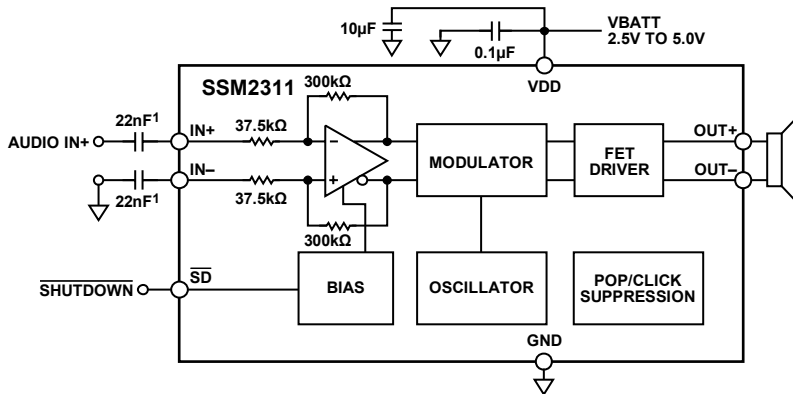 10µF
0.1µF
VBATT
2.5V TO 5.0V
VDD
SSM2311
300kΩ
22nF1
37.5kΩ
AUDIO IN+
IN+
OUT+
−
+
MODULATOR
FET
DRIVER
IN−
OUT−
22nF1
37.5kΩ
300kΩ
SD
SHUTDOWN
BIAS
OSCILLATOR
POP/CLICK
SUPPRESSION
GND